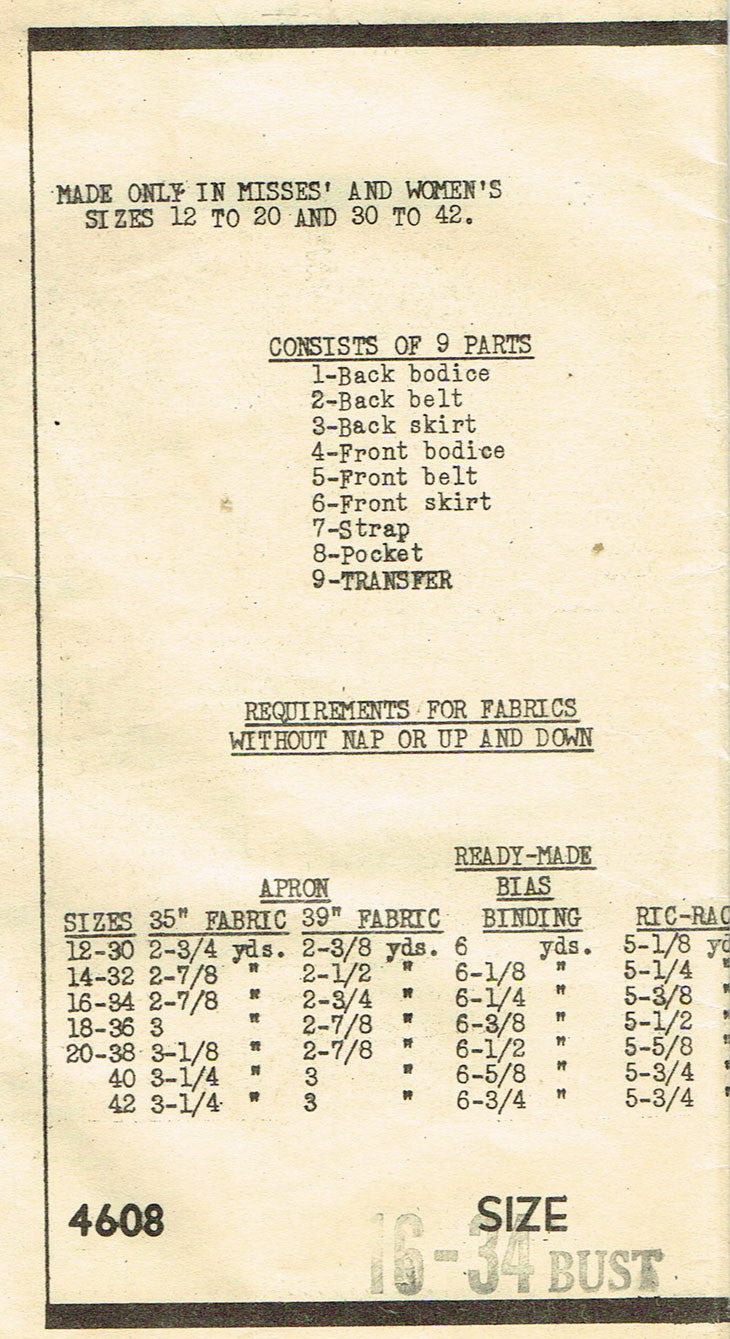 MADE ONLY IN MISSES' AND WOMEN'S
SIZES 12 TO 20 AND 30 TO 42.
CONSISTS OF 9 PARTS
1-Back bodice
2-Back belt
3-Back skirt
4-Front bodice
5-Front belt
6-Front skirt
7-Strap
8-Pocket
9-TRANSFER
REQUIREMENTS FOR FABRICS
WITHOUT NAP OR UP AND DOWN
READY-MADE
APRON BIAS
SIZES 35" FABRIC 39" FABRIC BINDING RIC-RAC
12-30 2-3/4 yds. 2-3/8 yds. 6 yds. 5-1/8 yd
14-32 2-7/8 " 2-1/2 " 6-1/8 " 5-1/4 "
16-34 2-7/8 " 2-3/4 " 6-1/4 " 5-3/8 "
18-36 3 " 2-7/8 " 6-3/8 " 5-1/2 "
20-38 3-1/8 " 2-7/8 " 6-1/2 " 5-5/8 "
40 3-1/4 " 3 " 6-5/8 " 5-3/4 "
42 3-1/4 " 3 " 6-3/4 " 5-3/4 "
4608 SIZE
16-34 BUST